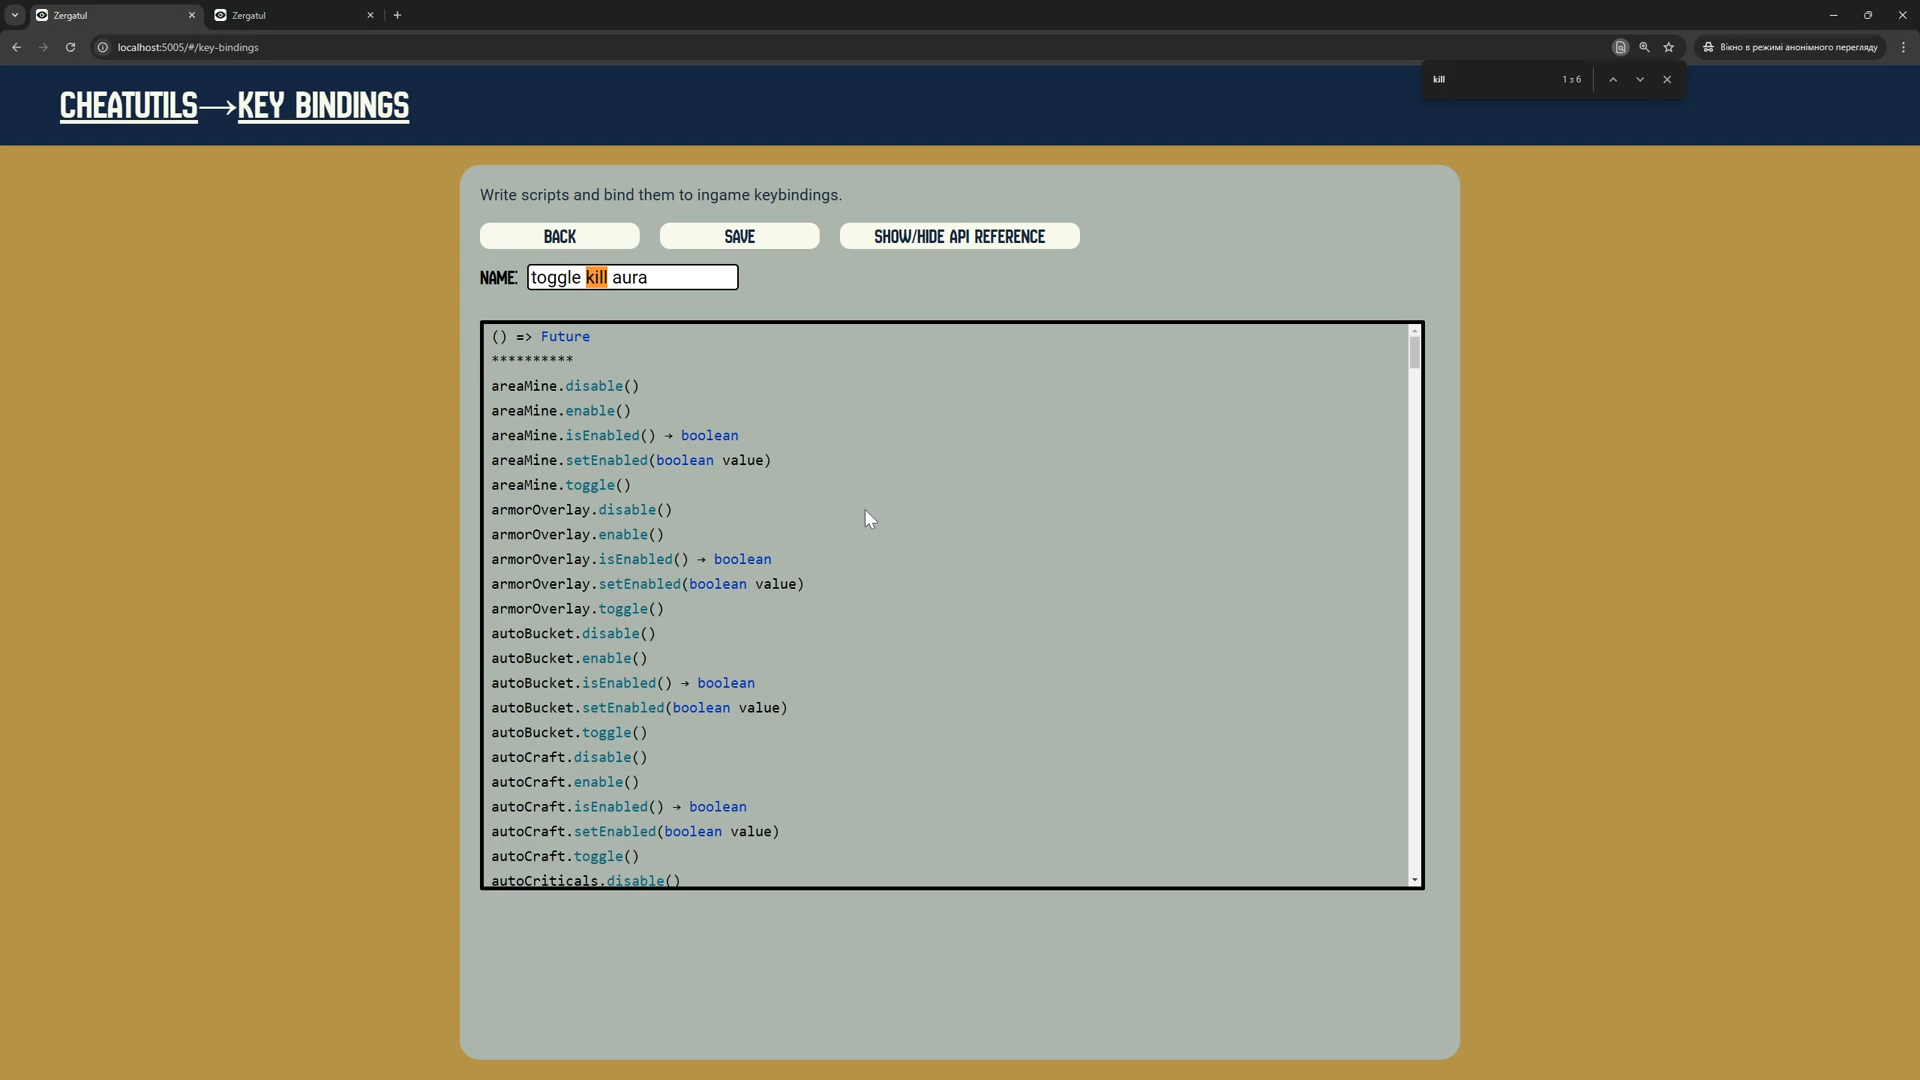 Zergatul
Zergatul
localhost:5005/#/key-bindings
Вікно в режимі анонімного перегляду
kill
1 з 6
CHEATUTILS→KEY BINDINGS
Write scripts and bind them to ingame keybindings.
BACK
SAVE
SHOW/HIDE API REFERENCE
NAME: toggle kill aura
() => Future
**********
areaMine.disable()
areaMine.enable()
areaMine.isEnabled() → boolean
areaMine.setEnabled(boolean value)
areaMine.toggle()
armorOverlay.disable()
armorOverlay.enable()
armorOverlay.isEnabled() → boolean
armorOverlay.setEnabled(boolean value)
armorOverlay.toggle()
autoBucket.disable()
autoBucket.enable()
autoBucket.isEnabled() → boolean
autoBucket.setEnabled(boolean value)
autoBucket.toggle()
autoCraft.disable()
autoCraft.enable()
autoCraft.isEnabled() → boolean
autoCraft.setEnabled(boolean value)
autoCraft.toggle()
autoCriticals.disable()